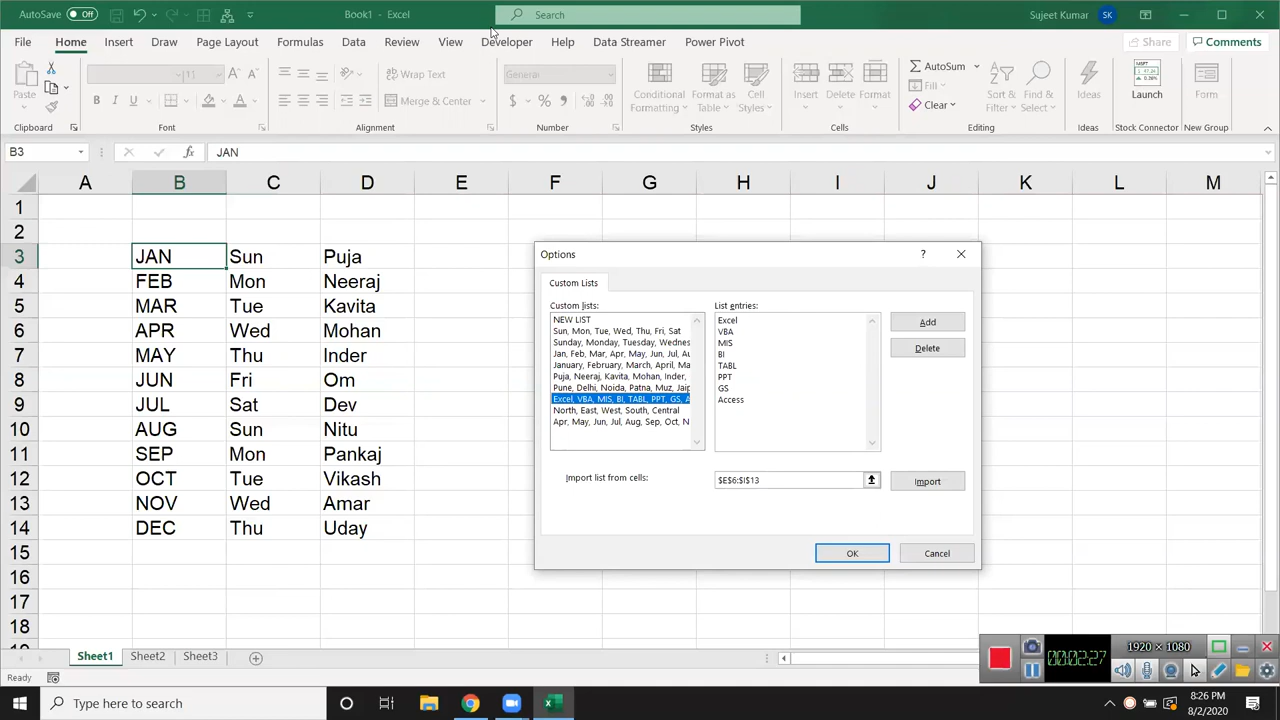 AutoSave Off Book1 - Excel Search Sujeet Kumar SK
File Home Insert Draw Page Layout Formulas Data Review View Developer Help Data Streamer Power Pivot Share Comments
Paste
Clipboard
11
B I U
Font
Wrap Text
Merge & Center
Alignment
General
$ % ,
Number
Conditional Formatting
Format as Table
Cell Styles
Styles
Insert Delete Format
Cells
AutoSum
Fill
Clear
Sort & Filter
Find & Select
Editing
Ideas
Ideas
Launch
Stock Connector
Form
New Group
B3 fx JAN
A B C D E F G H I J K L M
1
2
3 JAN Sun Puja
4 FEB Mon Neeraj
5 MAR Tue Kavita
6 APR Wed Mohan
7 MAY Thu Inder
8 JUN Fri Om
9 JUL Sat Dev
10 AUG Sun Nitu
11 SEP Mon Pankaj
12 OCT Tue Vikash
13 NOV Wed Amar
14 DEC Thu Uday
15
16
17
18
Options ?
Custom Lists
Custom lists:
NEW LIST
Sun, Mon, Tue, Wed, Thu, Fri, Sat
Sunday, Monday, Tuesday, Wednes
Jan, Feb, Mar, Apr, May, Jun, Jul, Au
January, February, March, April, Ma
Puja, Neeraj, Kavita, Mohan, Inder,
Pune, Delhi, Noida, Patna, Muz, Jaip
Excel, VBA, MIS, BI, TABL, PPT, GS, A
North, East, West, South, Central
Apr, May, Jun, Jul, Aug, Sep, Oct, N
List entries:
Excel
VBA
MIS
BI
TABL
PPT
GS
Access
Add
Delete
Import list from cells: $E$6:$I$13 Import
OK Cancel
Sheet1 Sheet2 Sheet3
Ready
1920 × 1080
00:02:27
Type here to search
8:26 PM
8/2/2020